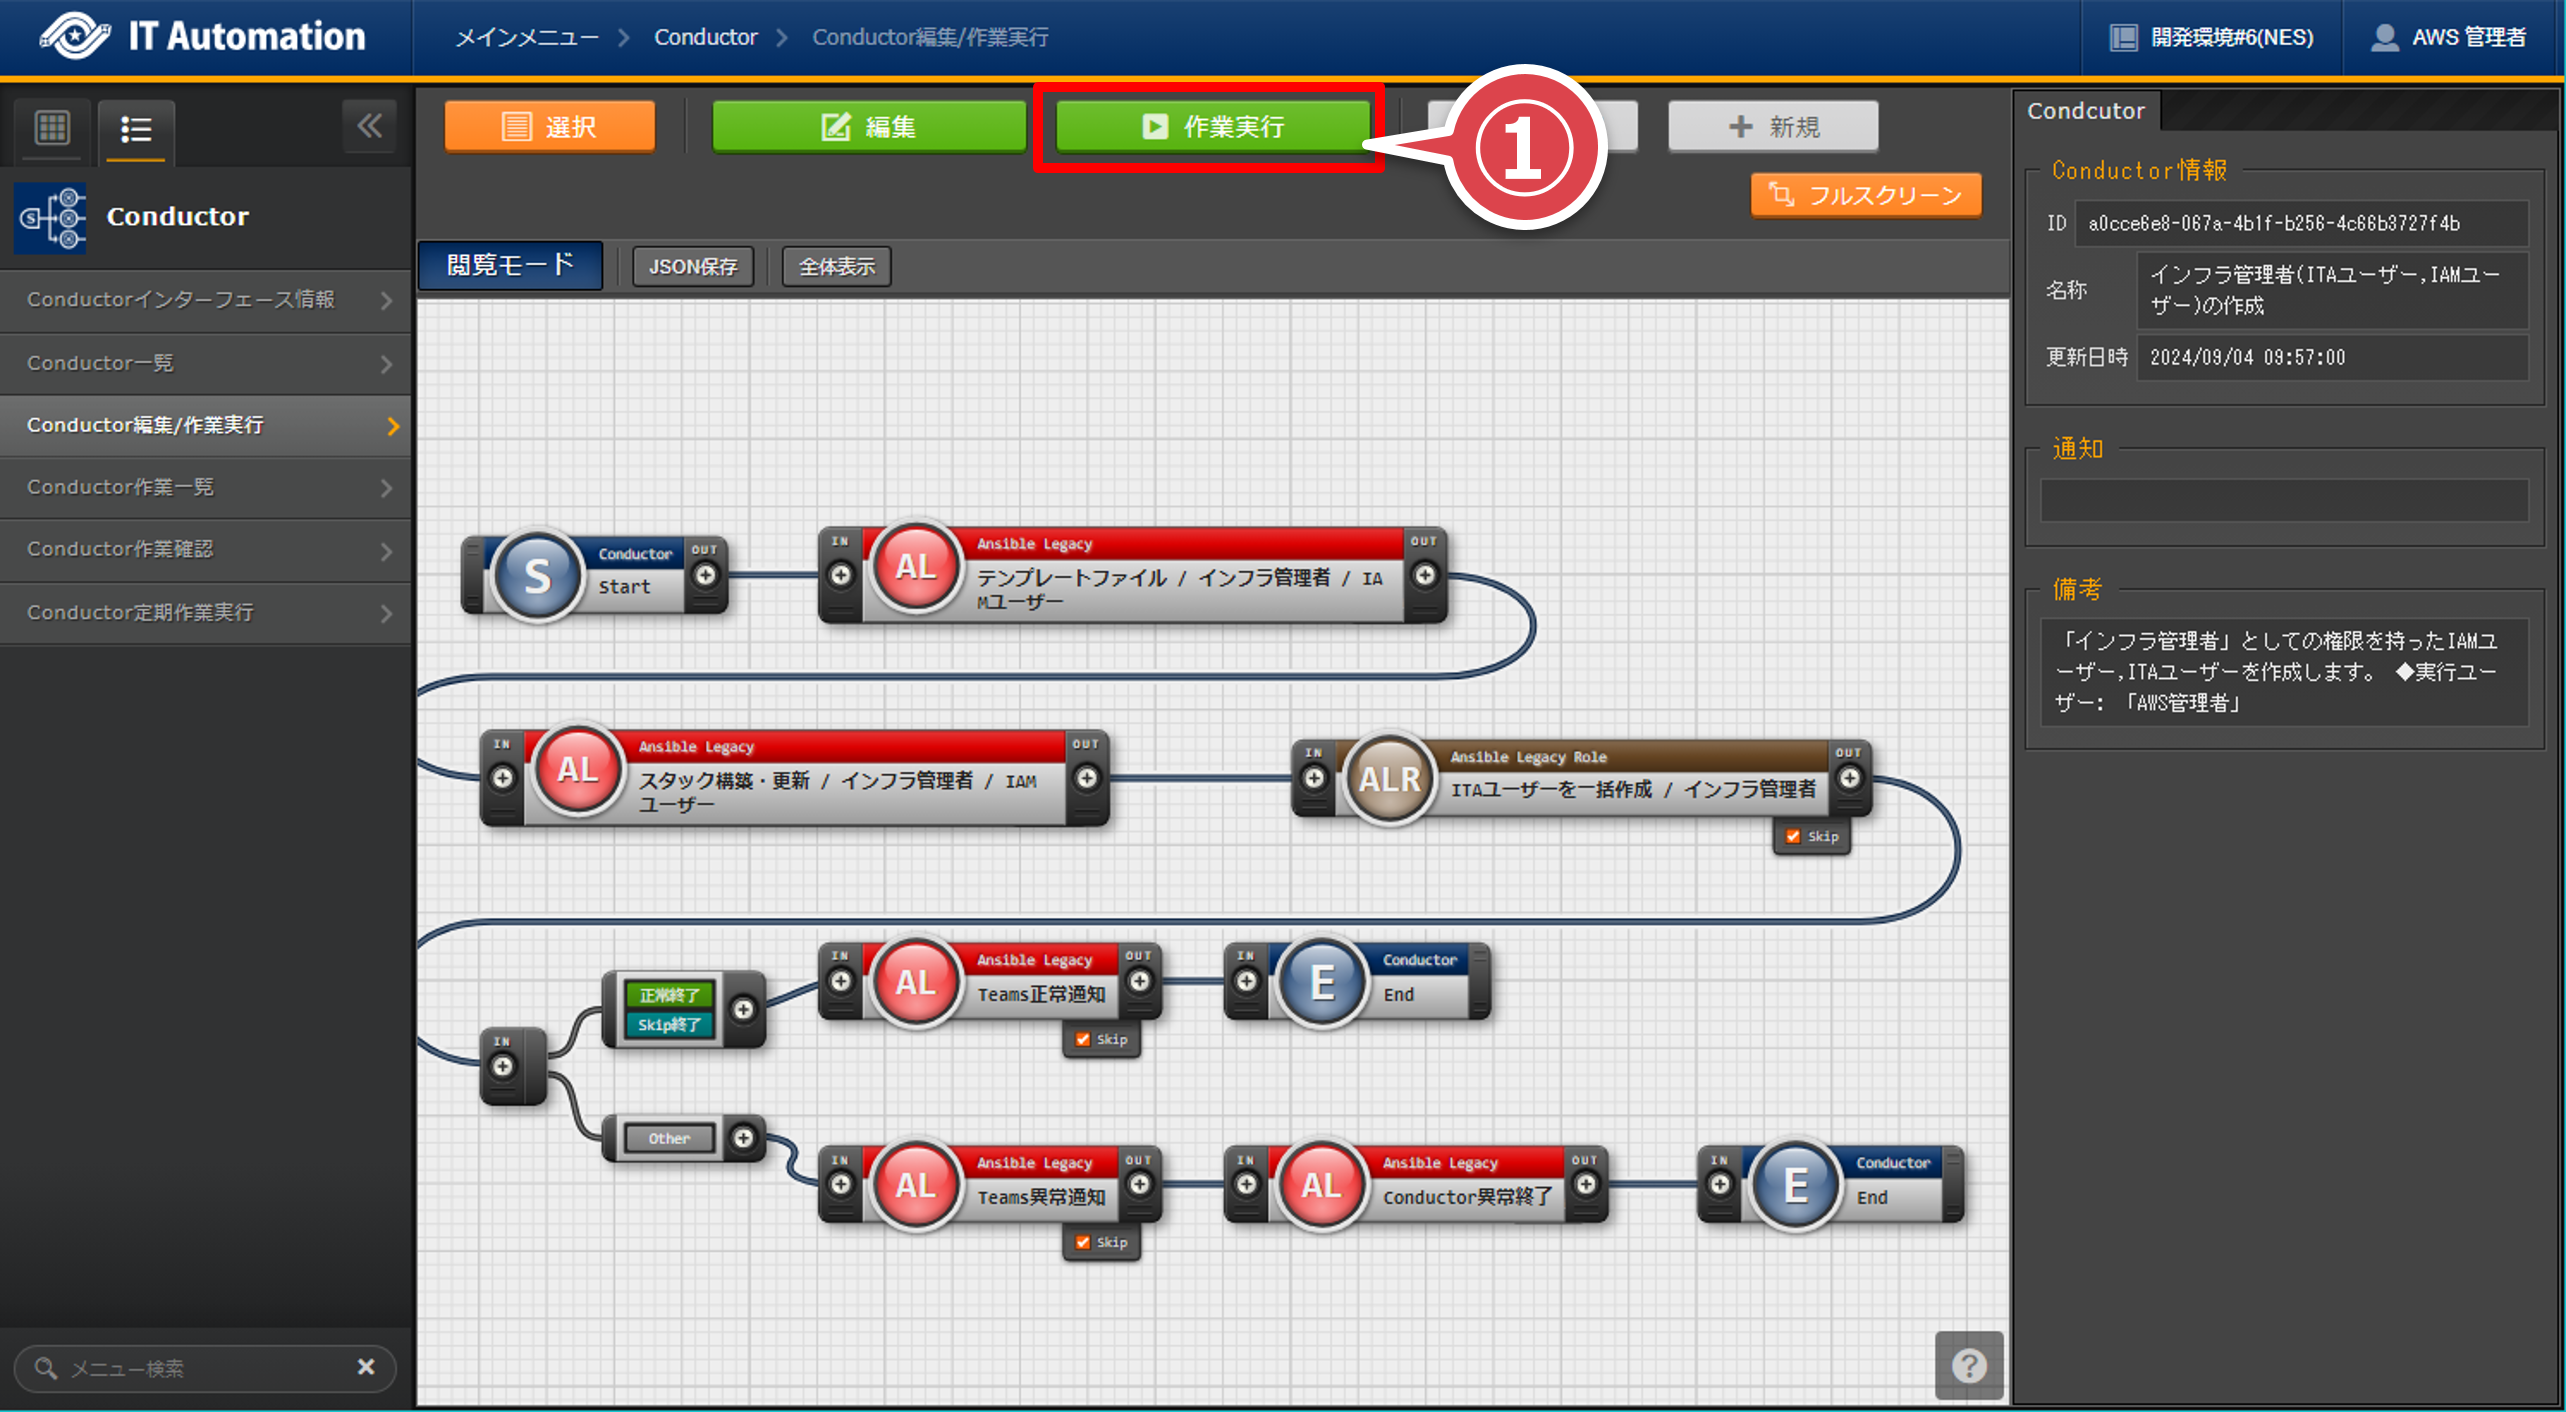 IT Automation
メインメニュー > Conductor > Conductor編集/作業実行
開発環境#6(NES)
AWS 管理者
選択
編集
作業実行
①
新規
フルスクリーン
Conductor
Conductorインターフェース情報
Conductor一覧
Conductor編集/作業実行
Conductor作業一覧
Conductor作業確認
Conductor定期作業実行
メニュー検索
閲覧モード
JSON保存
全体表示
S
Conductor
Start
OUT
IN
AL
Ansible Legacy
テンプレートファイル / インフラ管理者 / IA
Mユーザー
OUT
IN
AL
Ansible Legacy
スタック構築・更新 / インフラ管理者 / IAM
ユーザー
OUT
IN
ALR
Ansible Legacy Role
ITAユーザーを一括作成 / インフラ管理者
OUT
Skip
IN
正常終了
Skip終了
Other
IN
AL
Ansible Legacy
Teams正常通知
OUT
Skip
IN
E
Conductor
End
IN
AL
Ansible Legacy
Teams異常通知
OUT
Skip
IN
AL
Ansible Legacy
Conductor異常終了
OUT
IN
E
Conductor
End
?
Condcutor
Conductor情報
ID a0cce6e8-067a-4b1f-b256-4c66b3727f4b
名称
インフラ管理者(ITAユーザー,IAMユー
ザー)の作成
更新日時 2024/09/04 09:57:00
通知
備考
「インフラ管理者」としての権限を持ったIAMユ
ーザー,ITAユーザーを作成します。 ◆実行ユー
ザー: 「AWS管理者」